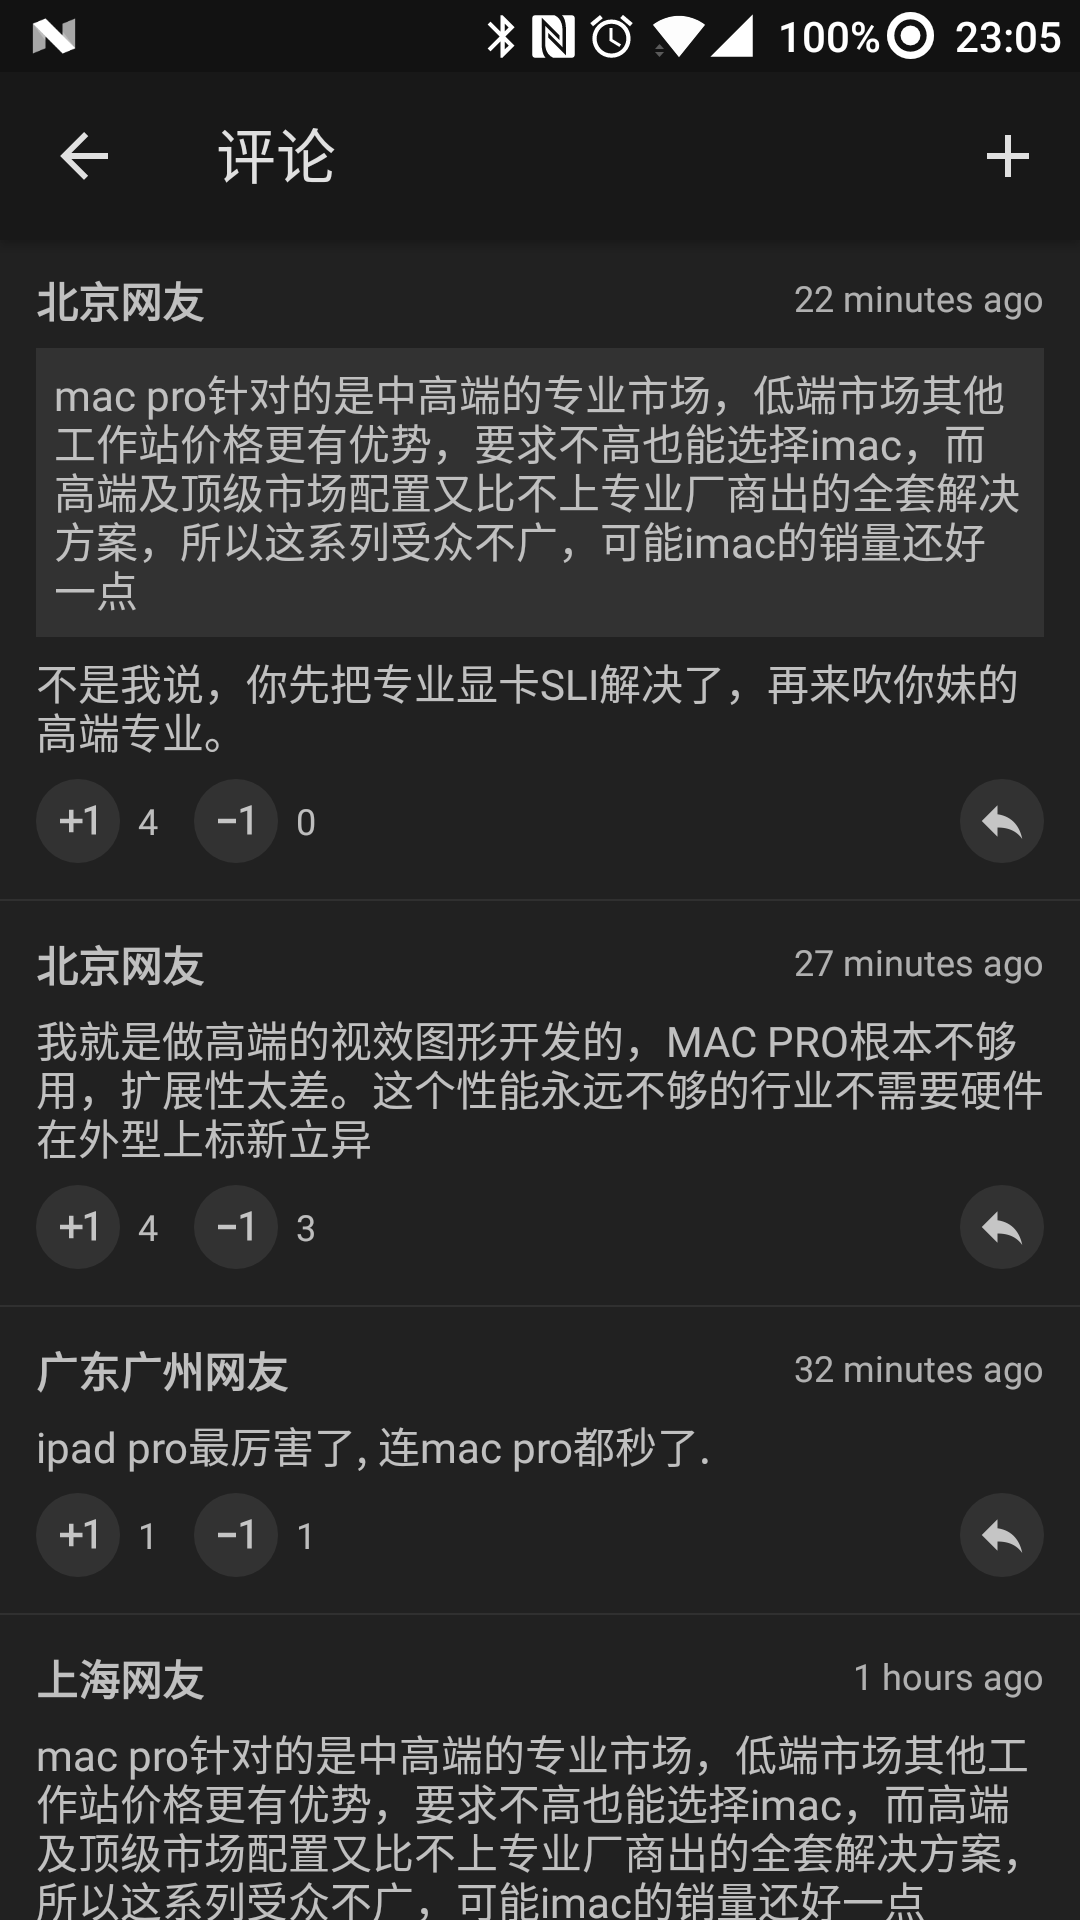 100% 23:05
评论
北京网友 22 minutes ago
mac pro针对的是中高端的专业市场，低端市场其他
工作站价格更有优势，要求不高也能选择imac，而
高端及顶级市场配置又比不上专业厂商出的全套解决
方案，所以这系列受众不广，可能imac的销量还好
一点
不是我说，你先把专业显卡SLI解决了，再来吹你妹的
高端专业。
+1 4 −1 0
北京网友 27 minutes ago
我就是做高端的视效图形开发的，MAC PRO根本不够
用，扩展性太差。这个性能永远不够的行业不需要硬件
在外型上标新立异
+1 4 −1 3
广东广州网友 32 minutes ago
ipad pro最厉害了, 连mac pro都秒了.
+1 1 −1 1
上海网友 1 hours ago
mac pro针对的是中高端的专业市场，低端市场其他工
作站价格更有优势，要求不高也能选择imac，而高端
及顶级市场配置又比不上专业厂商出的全套解决方案，
所以这系列受众不广，可能imac的销量还好一点